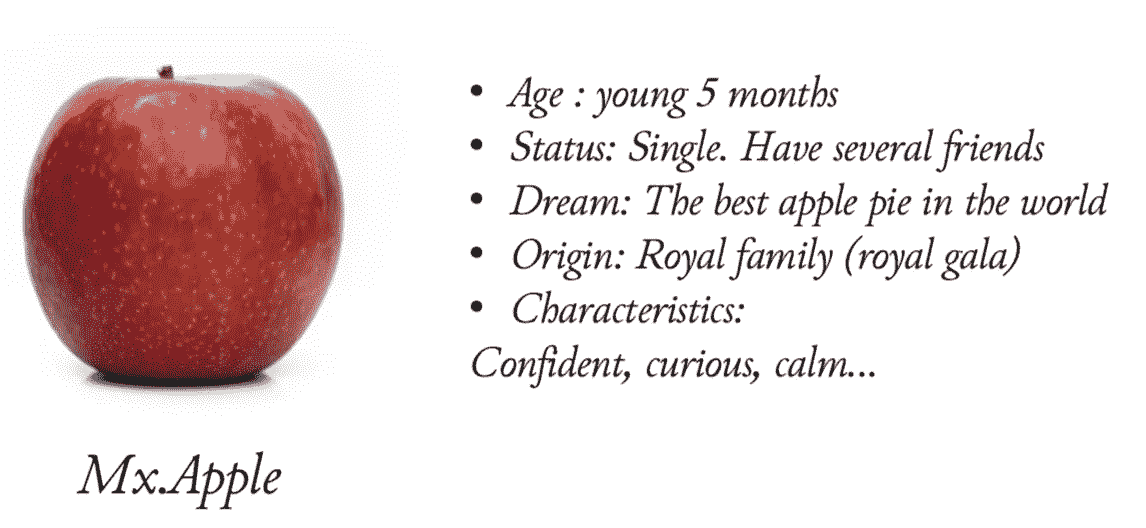 • Age : young 5 months
• Status: Single. Have several friends
• Dream: The best apple pie in the world
• Origin: Royal family (royal gala)
• Characteristics:
Confident, curious, calm...
Mx.Apple